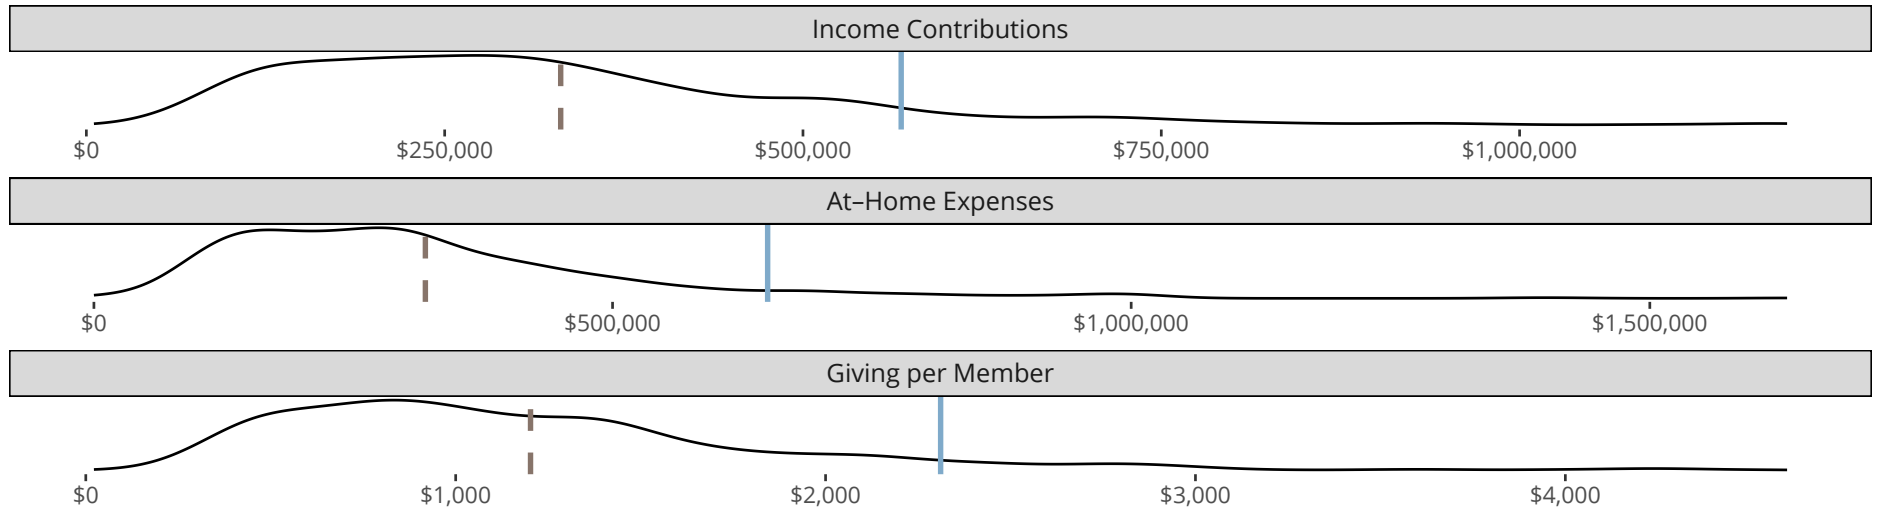 Income Contributions
$0 $250,000 $500,000 $750,000 $1,000,000
At–Home Expenses
$0 $500,000 $1,000,000 $1,500,000
Giving per Member
$0 $1,000 $2,000 $3,000 $4,000